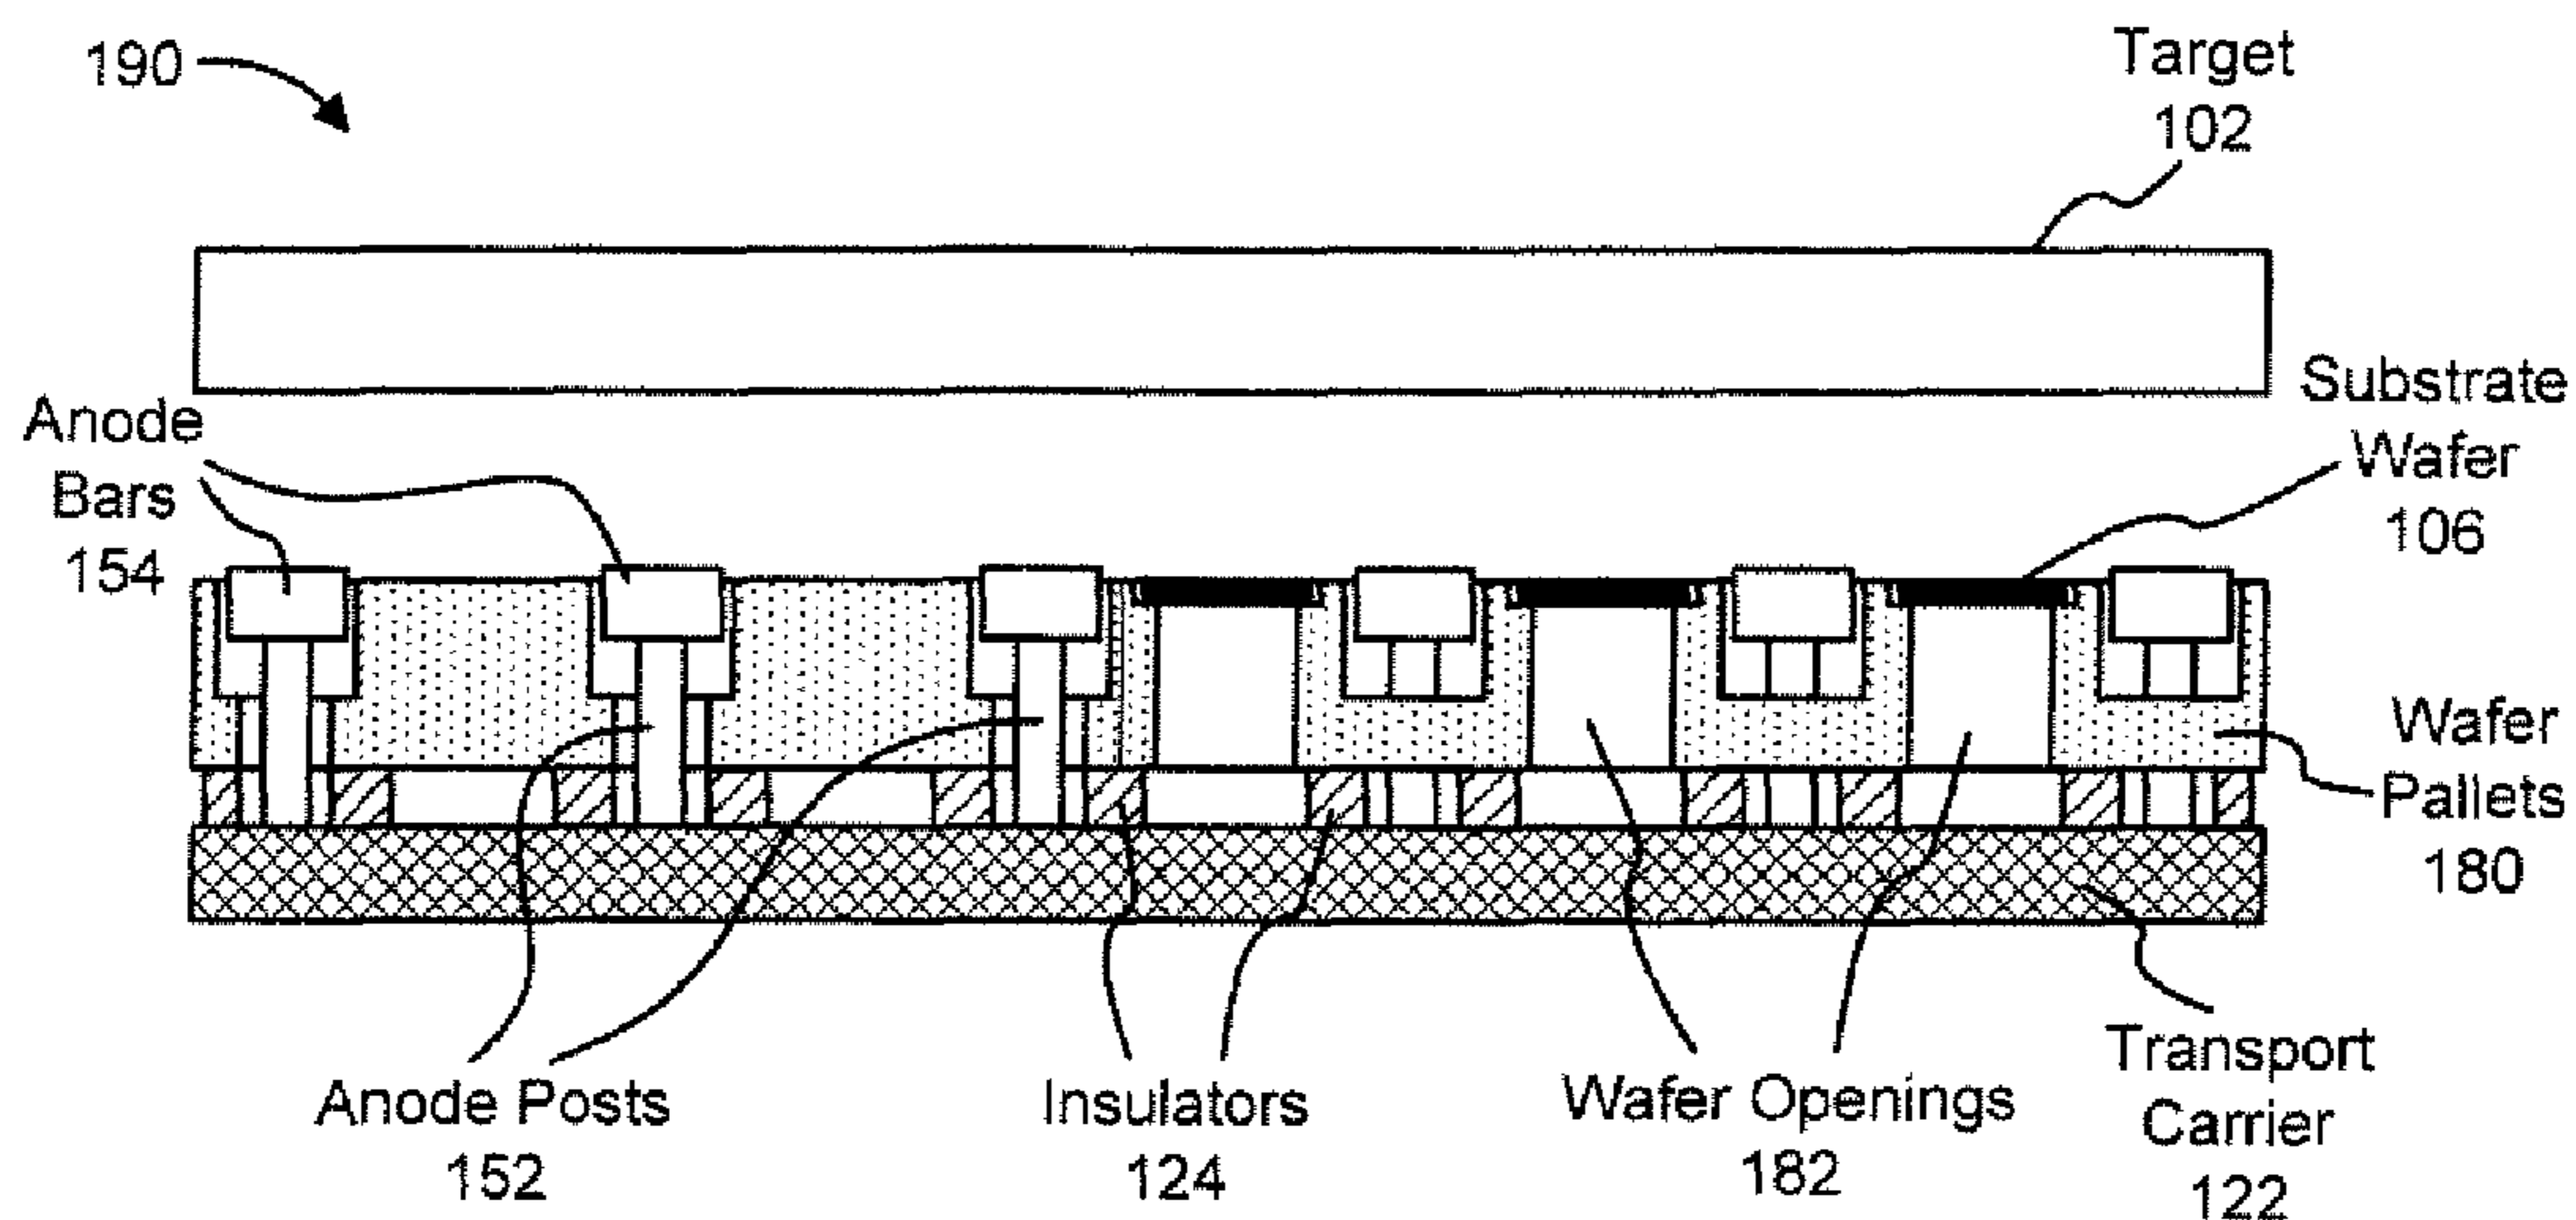 190
Target
102
Anode
Bars
154
Substrate
Wafer
106
Wafer
Pallets
180
Anode Posts
152
Insulators
124
Wafer Openings
182
Transport
Carrier
122